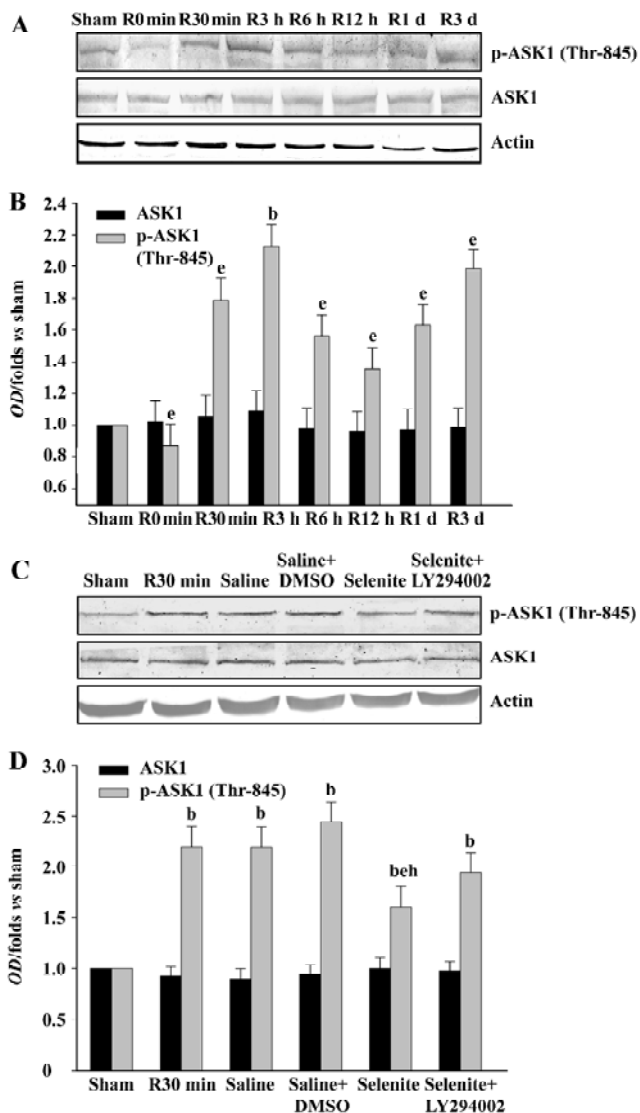 A
Sham R0 min R30 min R3 h R6 h R12 h R1 d R3 d
p-ASK1 (Thr-845)
ASK1
Actin
B
2.4
2.2
2.0
1.8
1.6
1.4
1.2
1.0
0.8
0.6
OD/folds vs sham
ASK1
p-ASK1
(Thr-845)
e
e
b
e
e
e
e
Sham R0 min R30 min R3 h R6 h R12 h R1 d R3 d
C
Sham R30 min Saline Saline+
DMSO Selenite Selenite+
LY294002
p-ASK1 (Thr-845)
ASK1
Actin
D
3.0
2.5
2.0
1.5
1.0
0.5
0
OD/folds vs sham
ASK1
p-ASK1 (Thr-845)
b
b
b
beh
b
Sham R30 min Saline Saline+
DMSO Selenite Selenite+
LY294002